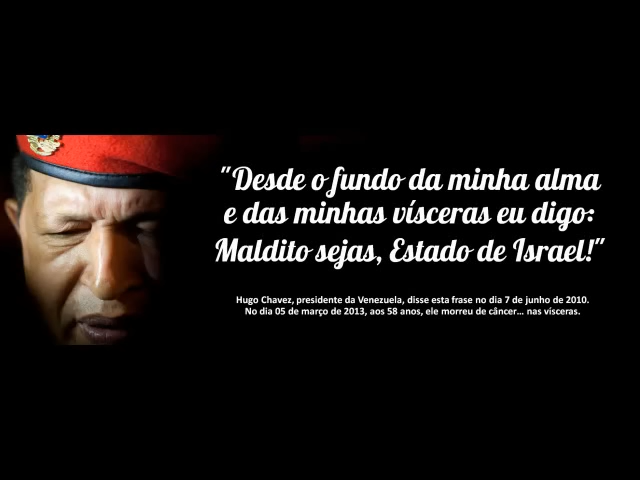 "Desde o fundo da minha alma
e das minhas vísceras eu digo:
Maldito sejas, Estado de Israel!"
Hugo Chavez, presidente da Venezuela, disse esta frase no dia 7 de junho de 2010.
No dia 05 de março de 2013, aos 58 anos, ele morreu de câncer... nas vísceras.